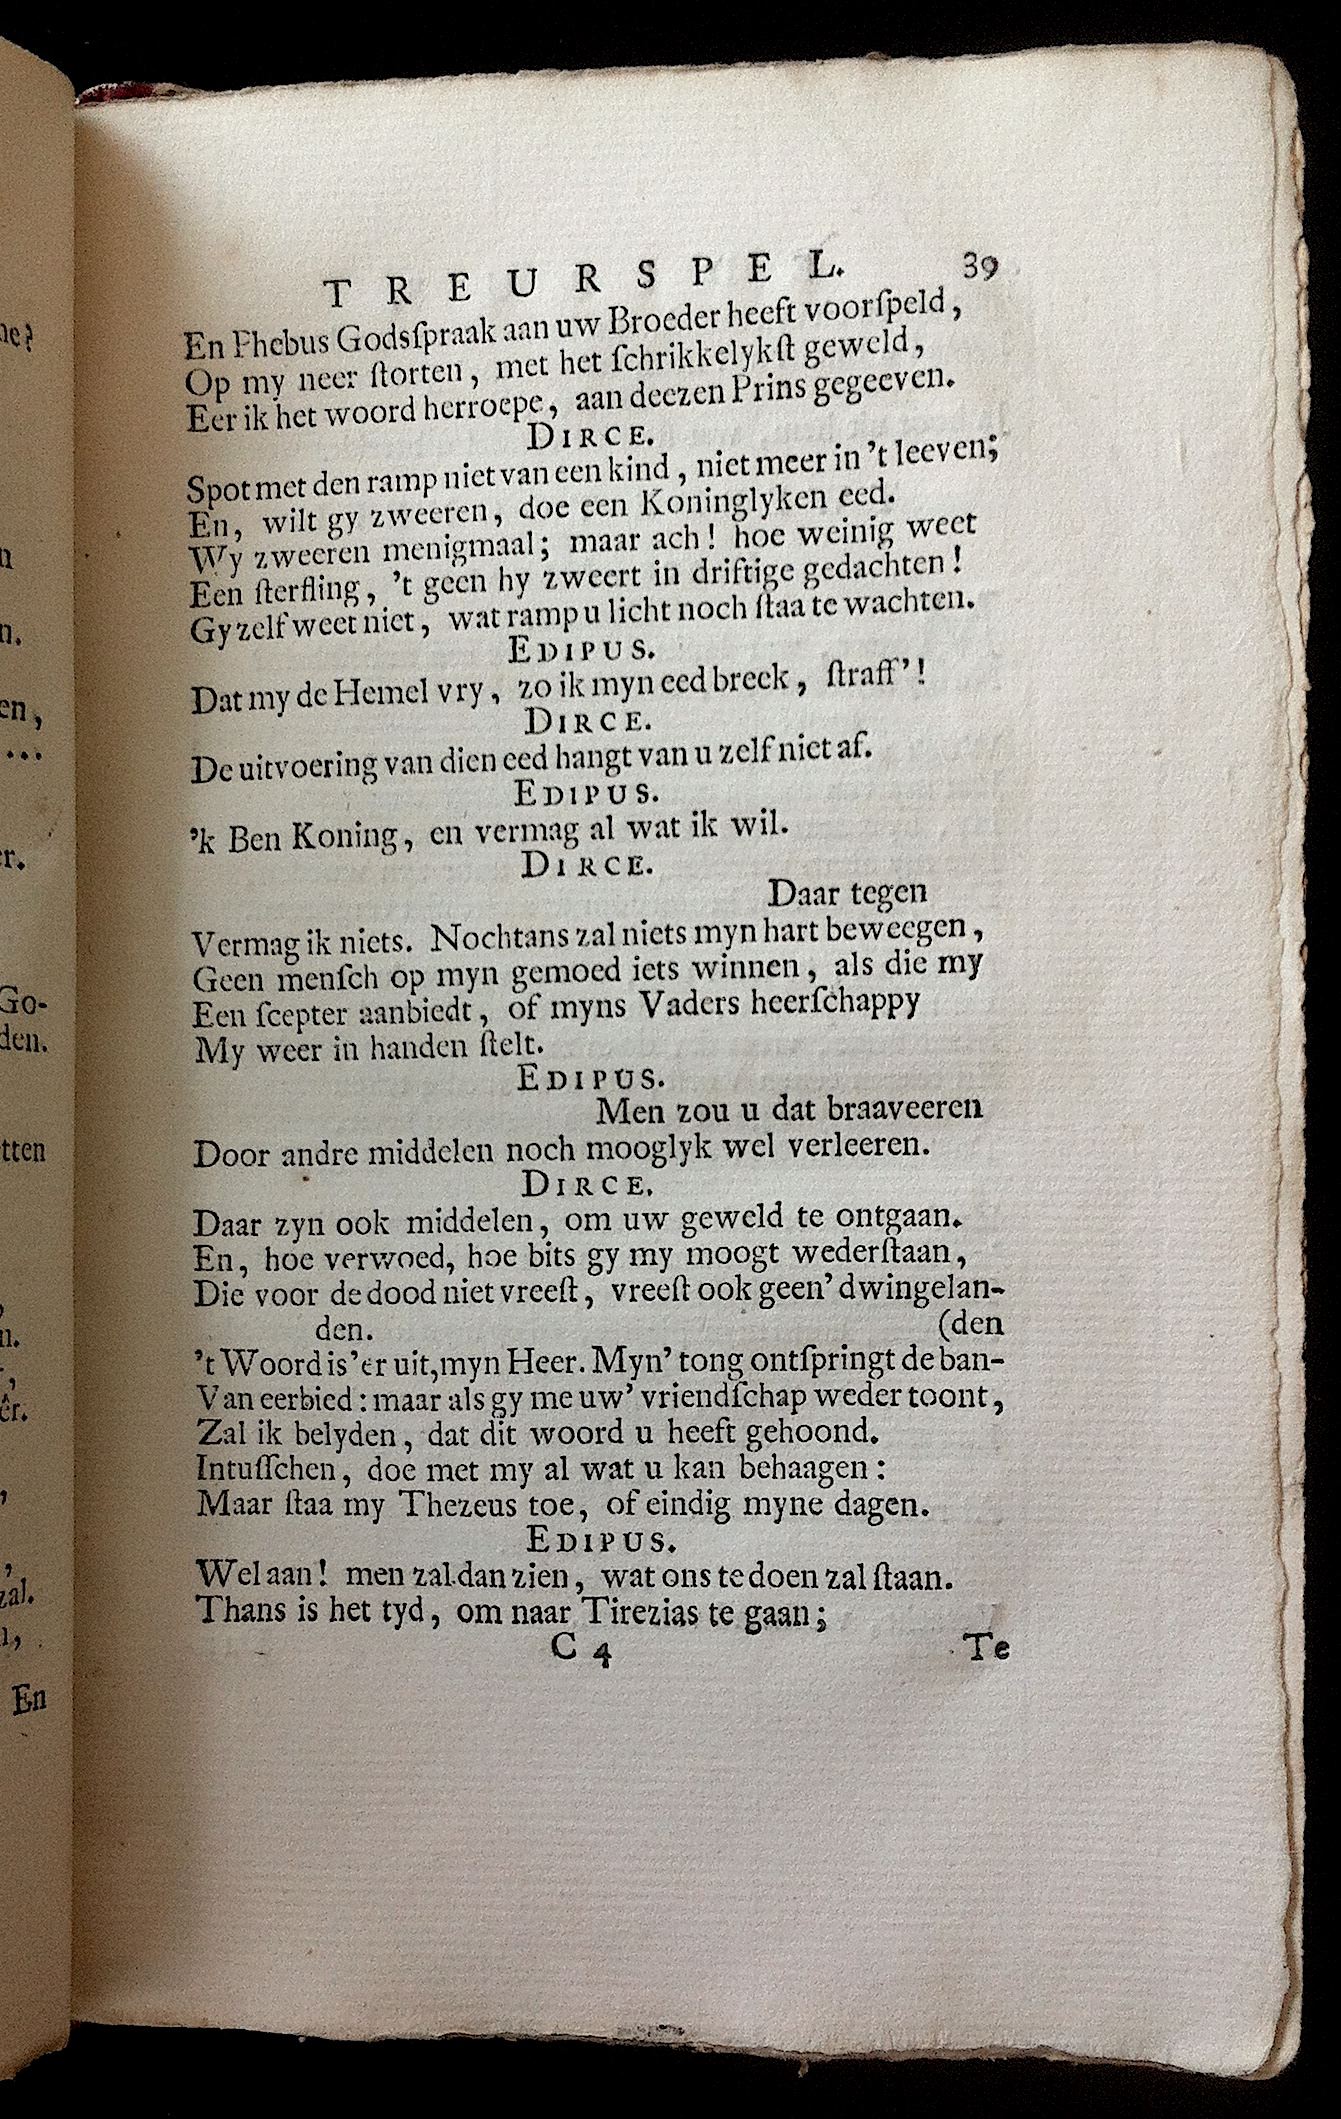 TREURSPEL. 39
En Phebus Godsſpraak aan uw Broeder heeft voorſpeld,
Op my neer ſtorten, met het ſchrikkelykſt geweld,
Eer ik het woord herroepe, aan deezen Prins gegeeven.
DIRCE.
Spot met den ramp niet van een kind, niet meer in 't leeven;
En, wilt gy zweeren, doe een Koninglyken eed.
Wy zweeren menigmaal; maar ach! hoe weinig weet
Een ſterfling, 't geen hy zweert in driftige gedachten!
Gy zelf weet niet, wat ramp u licht noch ſtaa te wachten.
EDIPUS.
Dat my de Hemel vry, zo ik myn eed breek, ſtraff'!
DIRCE.
De uitvoering van dien eed hangt van u zelf niet af.
EDIPUS.
'k Ben Koning, en vermag al wat ik wil.
DIRCE.
Daar tegen
Vermag ik niets. Nochtans zal niets myn hart beweegen,
Geen menſch op myn gemoed iets winnen, als die my
Een ſcepter aanbiedt, of myns Vaders heerſchappy
My weer in handen ſtelt.
EDIPUS.
Men zou u dat braaveeren
Door andre middelen noch mooglyk wel verleeren.
DIRCE.
Daar zyn ook middelen, om uw geweld te ontgaan.
En, hoe verwoed, hoe bits gy my moogt wederſtaan,
Die voor de dood niet vreeſt, vreeſt ook geen' dwingelan-
den. (den
't Woord is 'er uit, myn Heer. Myn' tong ontſpringt de ban-
Van eerbied: maar als gy me uw' vriendſchap weder toont,
Zal ik belyden, dat dit woord u heeft gehoond.
Intuſſchen, doe met my al wat u kan behaagen:
Maar ſtaa my Thezeus toe, of eindig myne dagen.
EDIPUS.
Wel aan! men zal dan zien, wat ons te doen zal ſtaan.
Thans is het tyd, om naar Tirezias te gaan;
C 4 Te